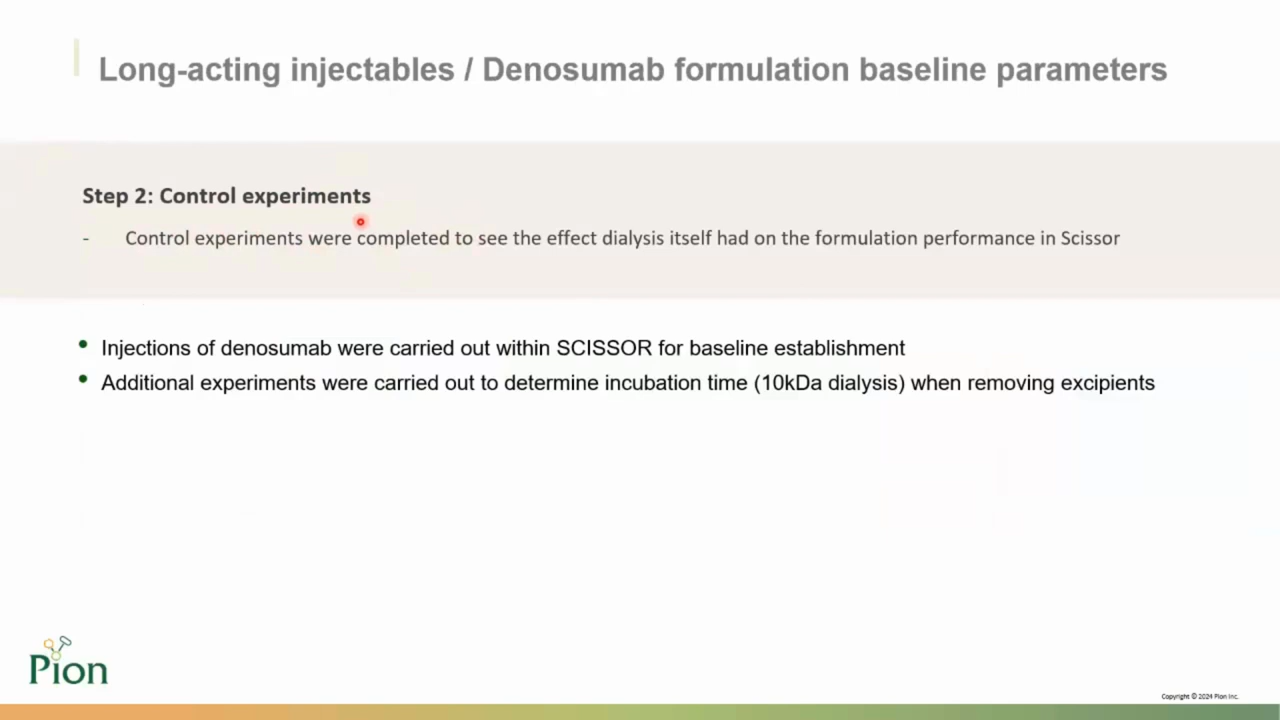 Long-acting injectables / Denosumab formulation baseline parameters
Step 2: Control experiments
- Control experiments were completed to see the effect dialysis itself had on the formulation performance in Scissor
• Injections of denosumab were carried out within SCISSOR for baseline establishment
• Additional experiments were carried out to determine incubation time (10kDa dialysis) when removing excipients
Pion
Copyright © 2024 Pion Inc.